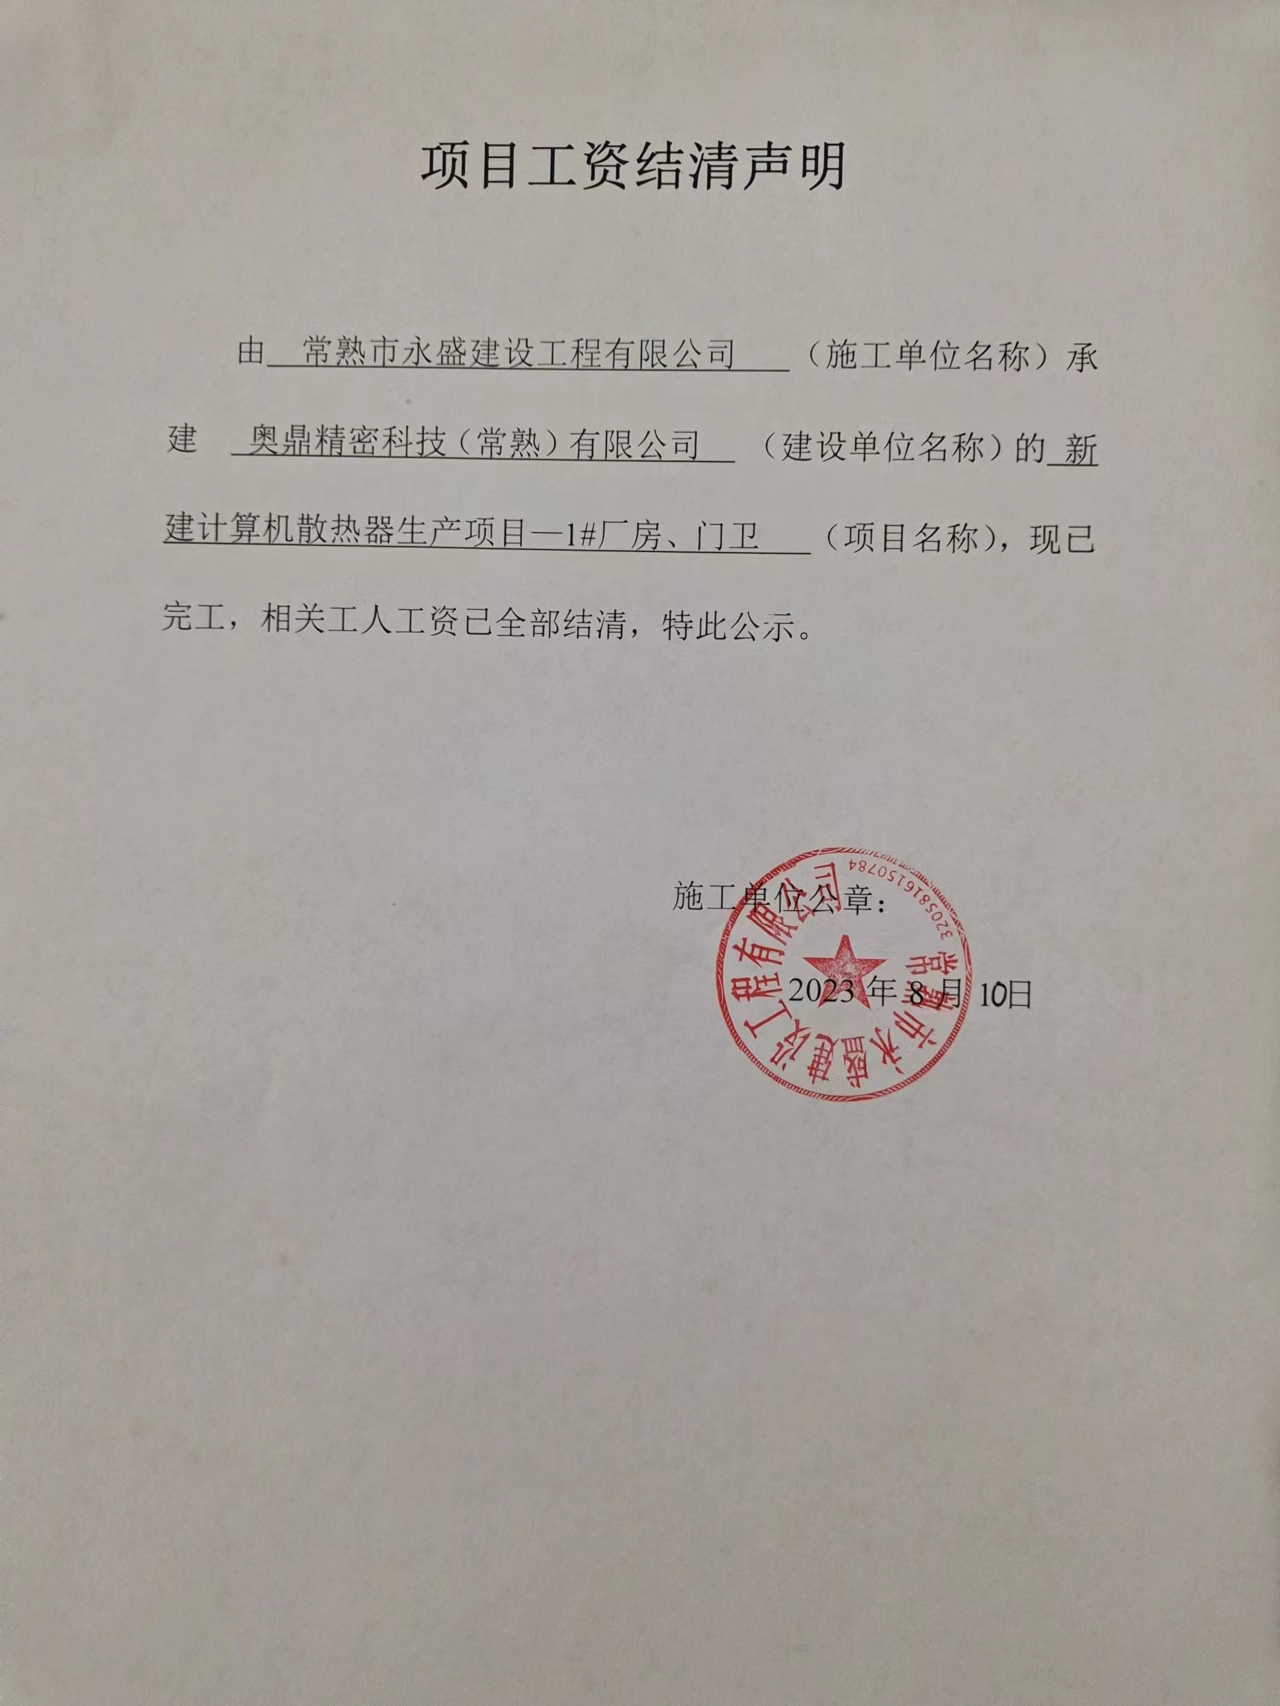 项目工资结清声明
由 常熟市永盛建设工程有限公司 （施工单位名称）承
建 奥鼎精密科技（常熟）有限公司 （建设单位名称）的 新
建计算机散热器生产项目—1#厂房、门卫 （项目名称），现已
完工，相关工人工资已全部结清，特此公示。
施工单位公章：
2023 年 8 月 10日
常熟市永盛建设工程有限公司
3205816150784